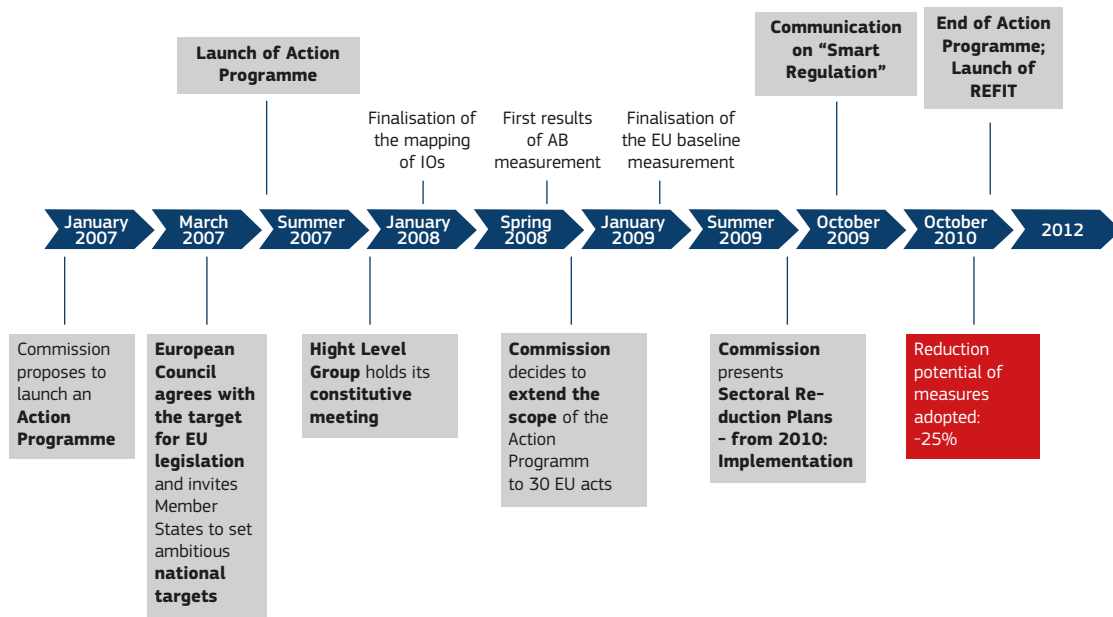 Launch of Action
Programme
Communication
on “Smart
Regulation”
End of Action
Programme;
Launch of
REFIT
Finalisation of
the mapping
of IOs
First results
of AB
measurement
Finalisation of
the EU baseline
measurement
January
2007
March
2007
Summer
2007
January
2008
Spring
2008
January
2009
Summer
2009
October
2009
October
2010
2012
Commission
proposes to
launch an
Action
Programme
European
Council
agrees with
the target
for EU
legislation
and invites
Member
States to set
ambitious
national
targets
Hight Level
Group holds its
constitutive
meeting
Commission
decides to
extend the
scope of the
Action
Programm
to 30 EU acts
Commission
presents
Sectoral Re-
duction Plans
– from 2010:
Implementation
Reduction
potential of
measures
adopted:
-25%